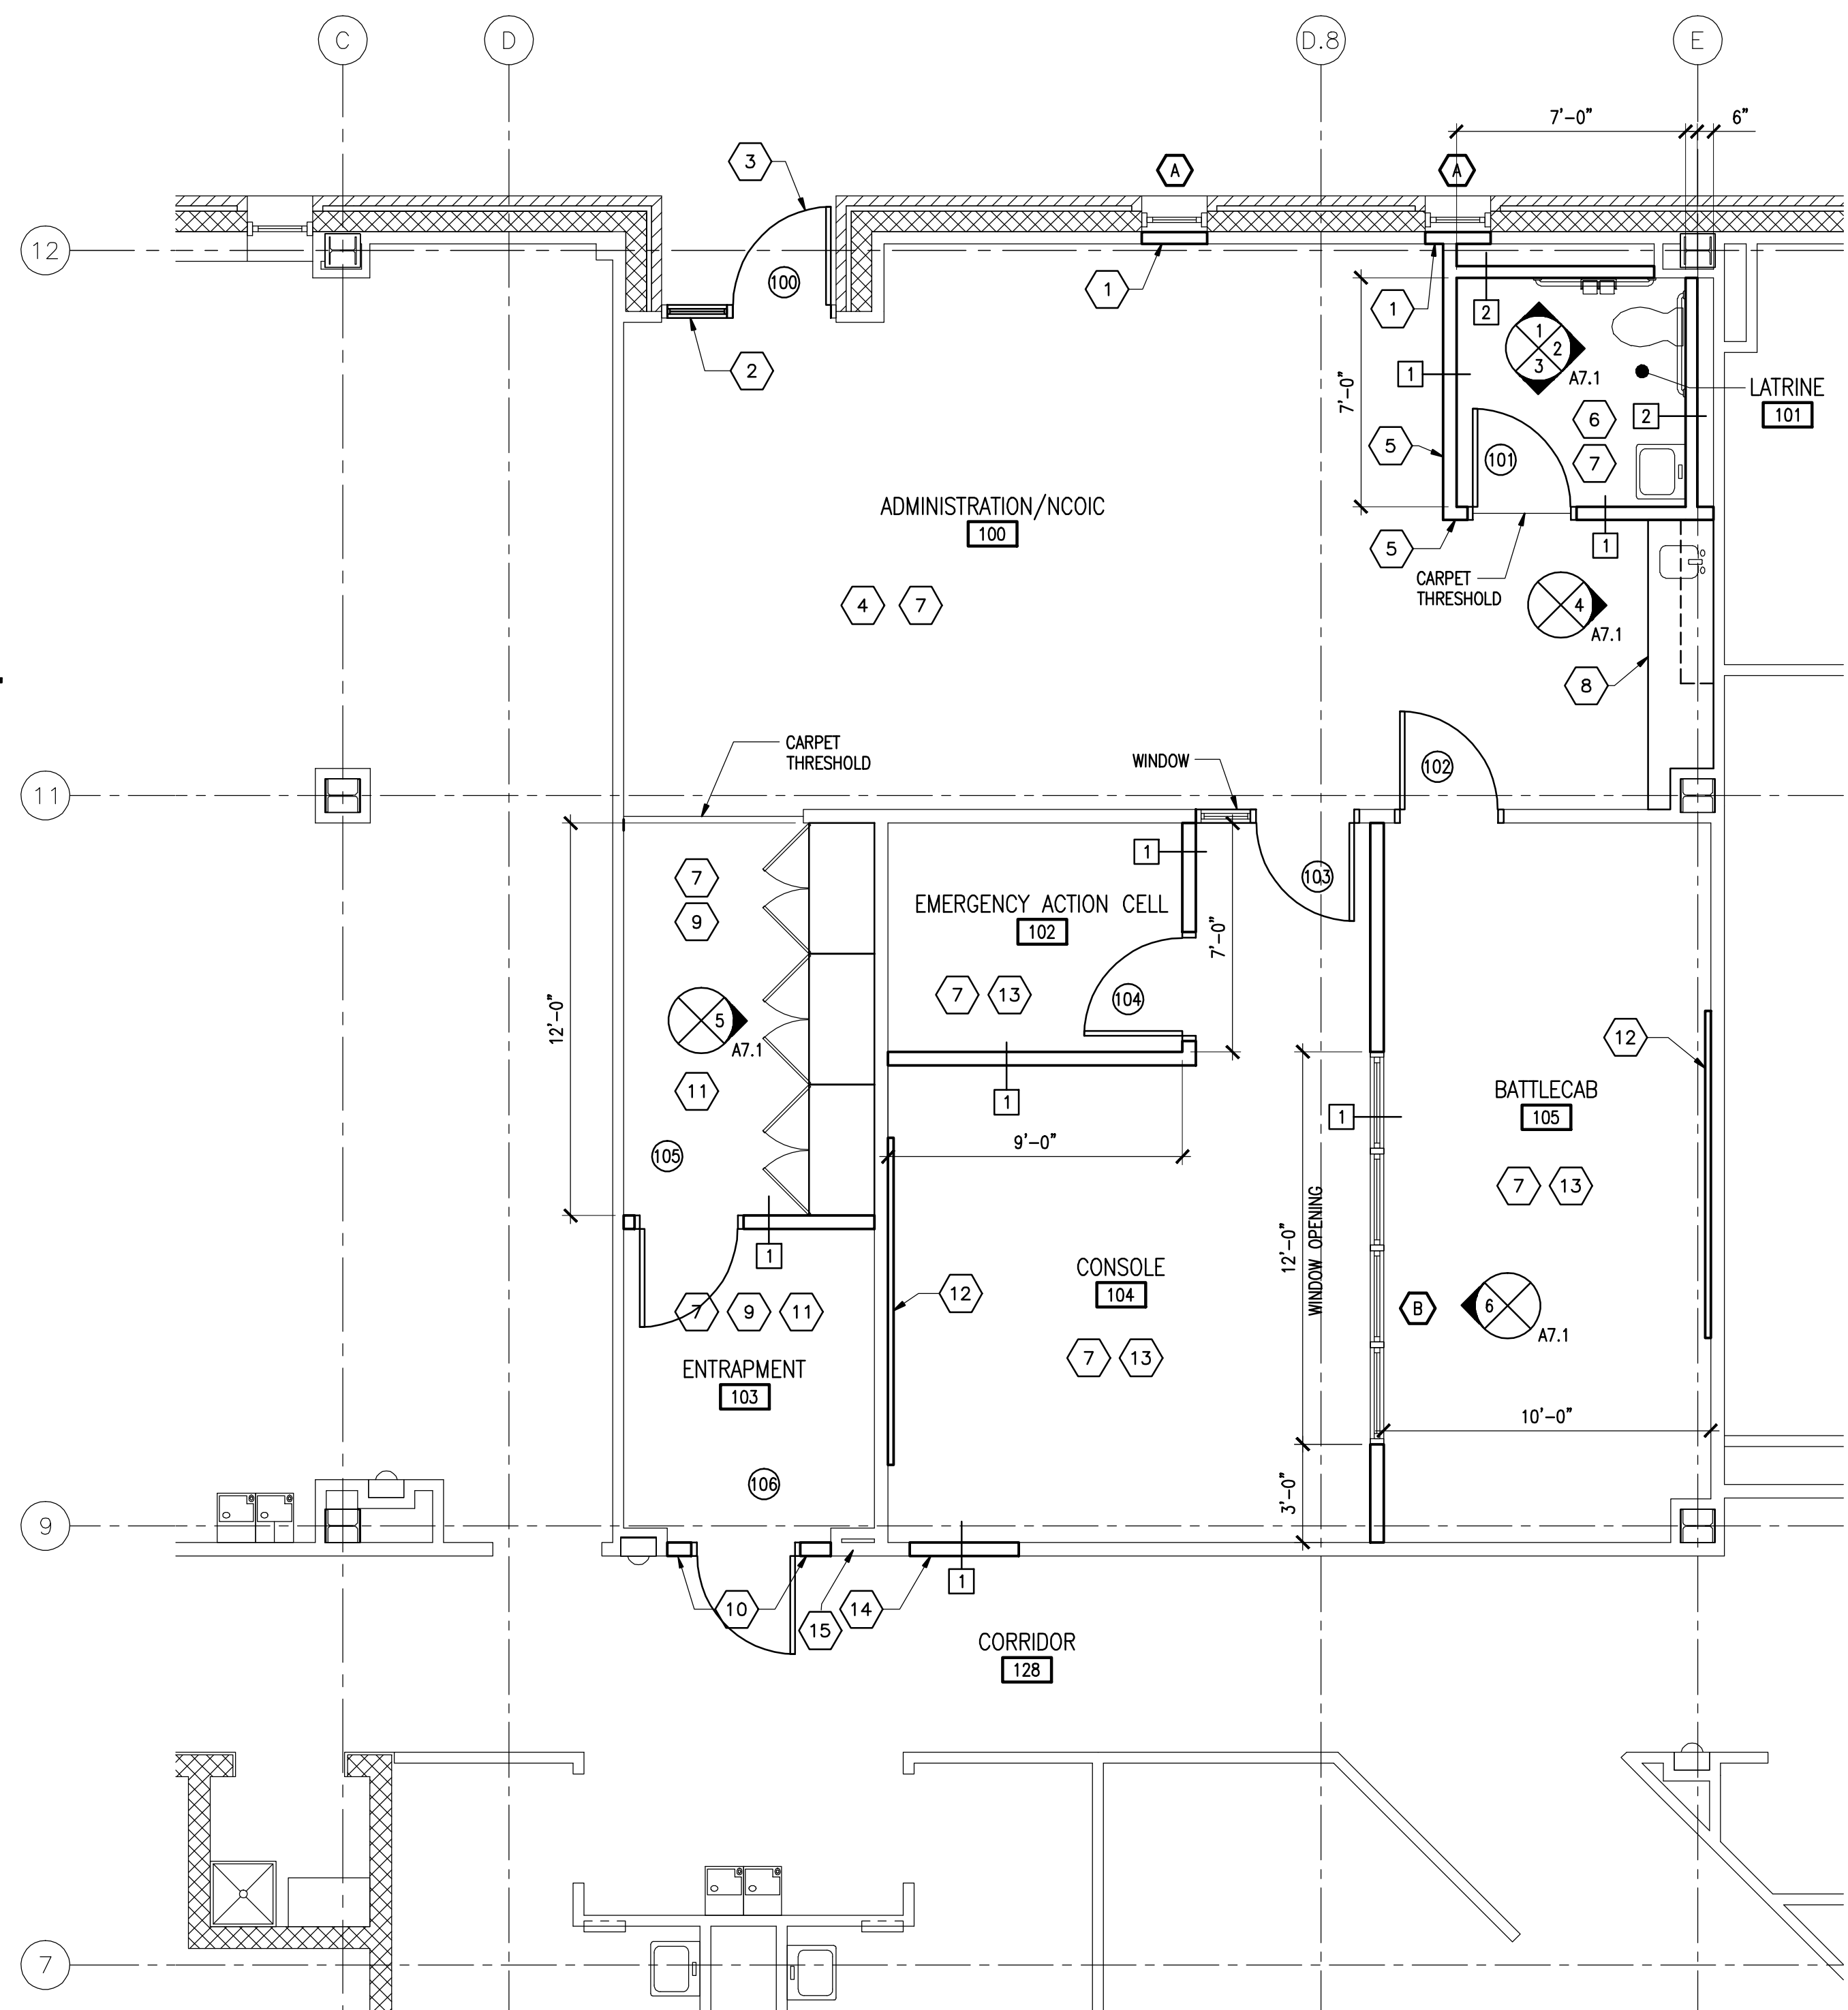 C
D
D.8
E
7'-0"
6"
3
A
A
12
100
1
1
2
2
1
2
3
A7.1
1
7'-0"
LATRINE
101
6
2
5
7
101
ADMINISTRATION/NCOIC
100
5
1
CARPET
THRESHOLD
4
A7.1
4
7
8
CARPET
THRESHOLD
WINDOW
102
11
1
103
7
9
EMERGENCY ACTION CELL
102
7'-0"
7
13
104
12'-0"
5
A7.1
12
11
1
BATTLECAB
105
1
9'-0"
105
7
13
WINDOW OPENING
12'-0"
1
CONSOLE
104
12
7
9
11
B
6
A7.1
7
13
ENTRAPMENT
103
10'-0"
106
3'-0"
9
1
10
15
14
CORRIDOR
128
7